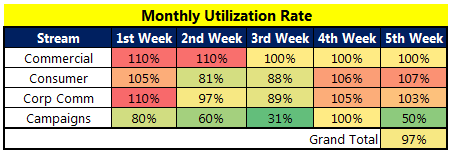 Monthly Utilization Rate
Stream 1st Week 2nd Week 3rd Week 4th Week 5th Week
Commercial 110% 110% 100% 100% 100%
Consumer 105% 81% 88% 106% 107%
Corp Comm 110% 97% 89% 105% 103%
Campaigns 80% 60% 31% 100% 50%
Grand Total 97%